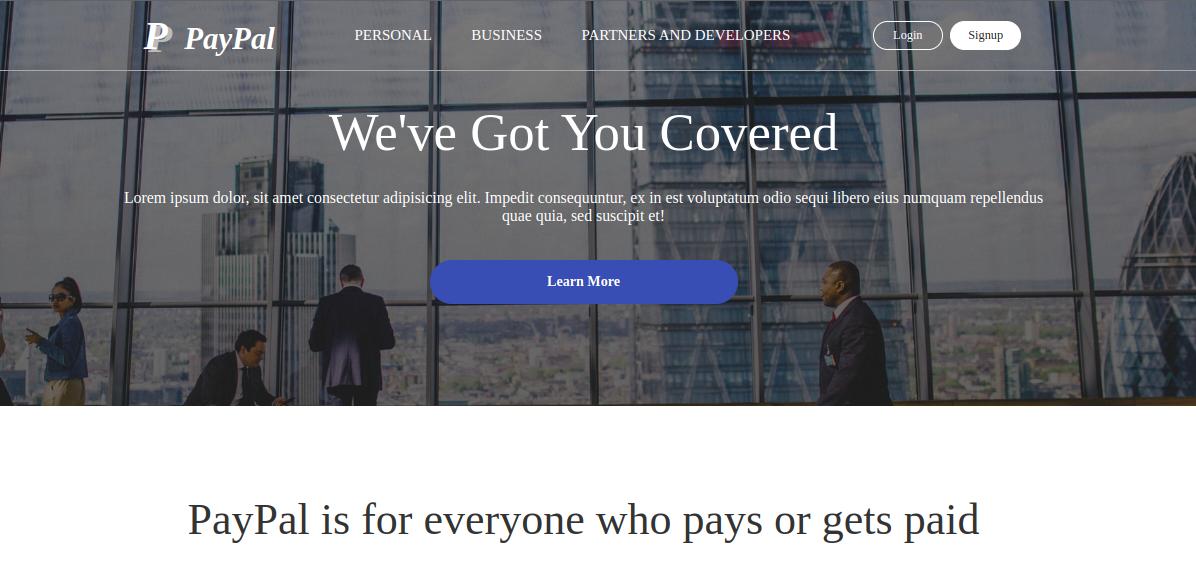 P PayPal PERSONAL BUSINESS PARTNERS AND DEVELOPERS Login Signup
We've Got You Covered
Lorem ipsum dolor, sit amet consectetur adipisicing elit. Impedit consequuntur, ex in est voluptatum odio sequi libero eius numquam repellendus
quae quia, sed suscipit et!
Learn More
PayPal is for everyone who pays or gets paid